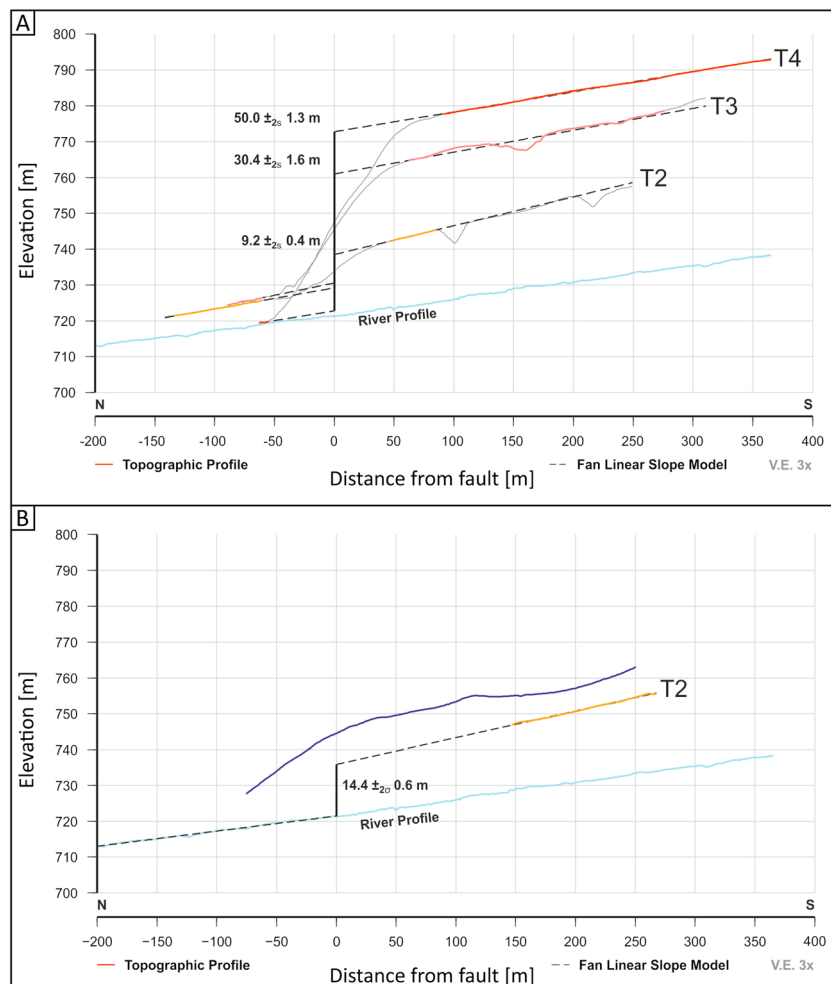 A
800
790
780
770
760
750
740
730
720
710
700
Elevation [m]
T4
T3
T2
50.0 ±2s 1.3 m
30.4 ±2s 1.6 m
9.2 ±2s 0.4 m
River Profile
N
S
-200
-150
-100
-50
0
50
100
150
200
250
300
350
400
Topographic Profile
Distance from fault [m]
Fan Linear Slope Model
V.E. 3x
B
800
790
780
770
760
750
740
730
720
710
700
Elevation [m]
T2
14.4 ±2σ 0.6 m
River Profile
N
S
−200
−150
−100
−50
0
50
100
150
200
250
300
350
400
Topographic Profile
Distance from fault [m]
Fan Linear Slope Model
V.E. 3x